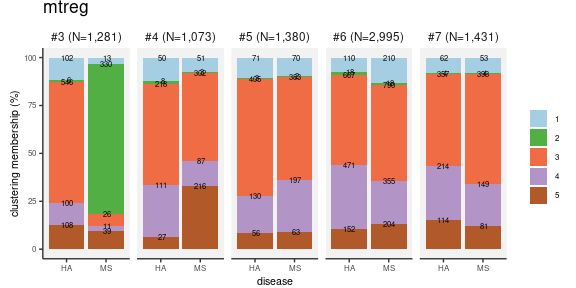 mtreg
#3 (N=1,281) #4 (N=1,073) #5 (N=1,380) #6 (N=2,995) #7 (N=1,431)
100 102 13 50 51 71 70 110 210 62 53
330
546
75
87
50
471
214
111 197 355
130 149
25 216
100
26
11
108 39 27 56 63 152 204 114 81
0
HA MS HA MS HA MS HA MS HA MS
disease
clustering membership (%)
1
2
3
4
5